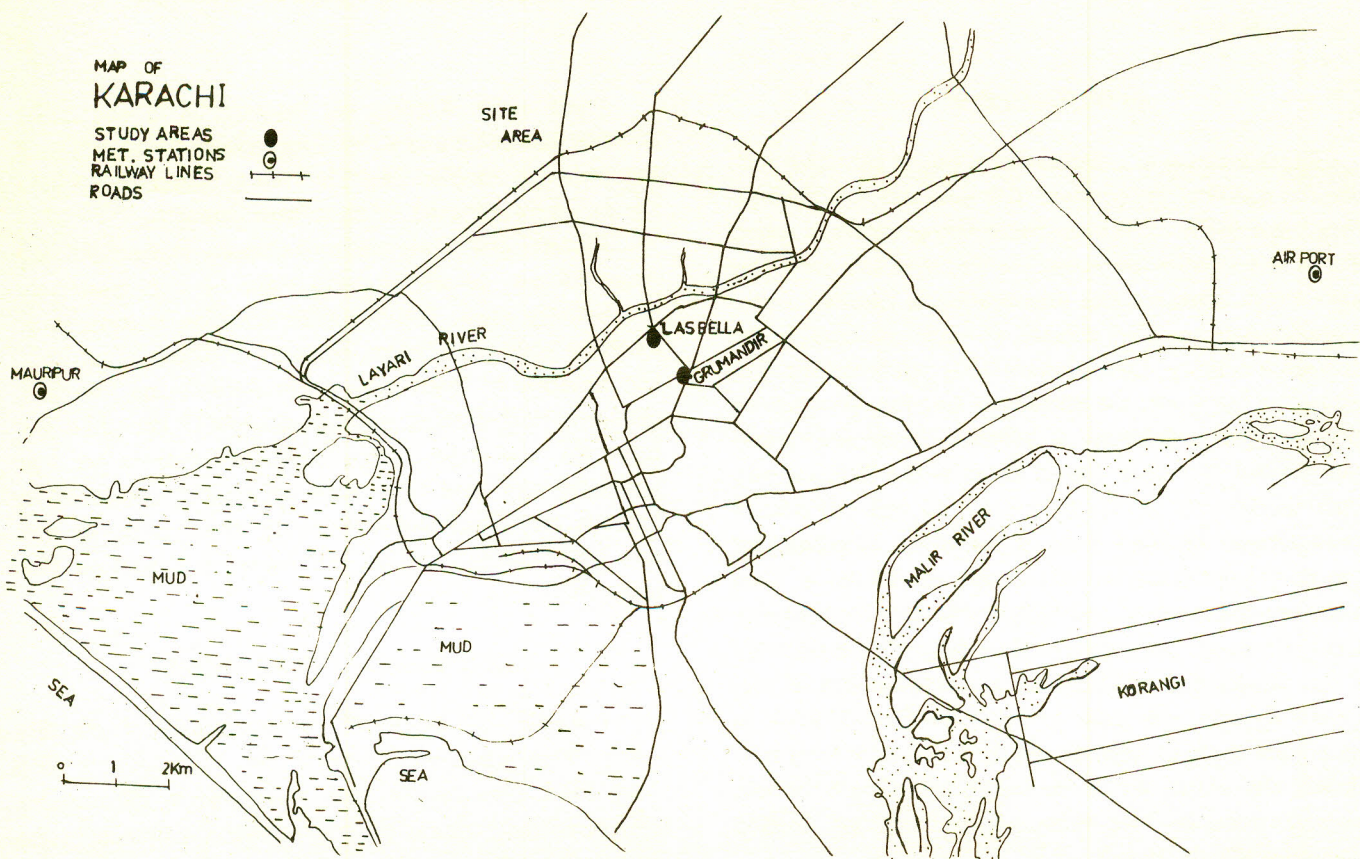 MAP OF
KARACHI
STUDY AREAS
MET. STATIONS
RAILWAY LINES
ROADS
SITE
AREA
AIR PORT
LASBELLA
GRUMANDIR
LAYARI RIVER
MAURIPUR
MALIR RIVER
MUD
MUD
KORANGI
SEA
SEA
0 1 2Km